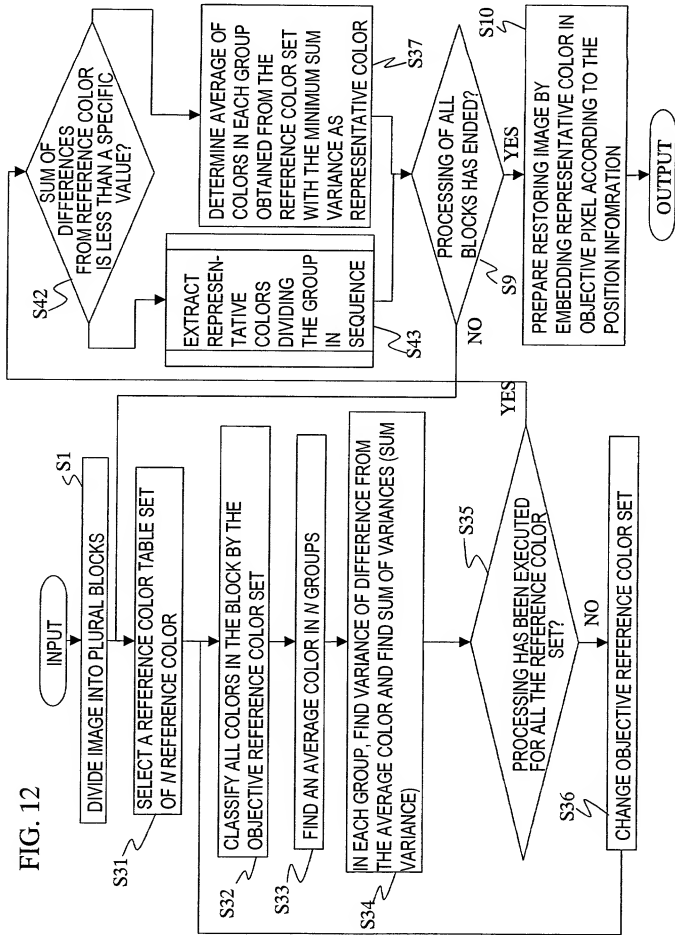 FIG. 12
INPUT
S1
DIVIDE IMAGE INTO PLURAL BLOCKS
S31
SELECT A REFERENCE COLOR TABLE SET
OF N REFERENCE COLOR
S32
CLASSIFY ALL COLORS IN THE BLOCK BY THE
OBJECTIVE REFERENCE COLOR SET
S33
FIND AN AVERAGE COLOR IN N GROUPS
S34
IN EACH GROUP, FIND VARIANCE OF DIFFERENCE FROM
THE AVERAGE COLOR AND FIND SUM OF VARIANCES (SUM
VARIANCE)
S35
PROCESSING HAS BEEN EXECUTED
FOR ALL THE REFERENCE COLOR
SET?
YES
NO
S36
CHANGE OBJECTIVE REFERENCE COLOR SET
S42
SUM OF
DIFFERENCES
FROM REFERENCE COLOR
IS LESS THAN A SPECIFIC
VALUE?
EXTRACT
REPRESEN-
TATIVE
COLORS
DIVIDING
THE GROUP
IN
SEQUENCE
S43
DETERMINE AVERAGE OF
COLORS IN EACH GROUP
OBTAINED FROM THE
REFERENCE COLOR SET
WITH THE MINIMUM SUM
VARIANCE AS
REPRESENTATIVE COLOR
S37
PROCESSING OF ALL
BLOCKS HAS ENDED?
S9
NO
YES
S10
PREPARE RESTORING IMAGE BY
EMBEDDING REPRESENTATIVE COLOR IN
OBJECTIVE PIXEL ACCORDING TO THE
POSITION INFOMRATION
OUTPUT